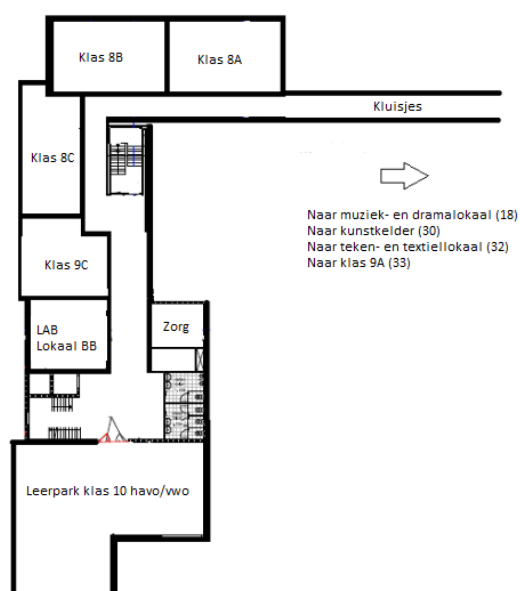 Klas 8B
Klas 8A
Kluisjes
Klas 8C
Naar muziek- en dramalokaal (18)
Naar kunstkelder (30)
Naar teken- en textiellokaal (32)
Naar klas 9A (33)
Klas 9C
LAB
Lokaal BB
Zorg
Leerpark klas 10 havo/vwo